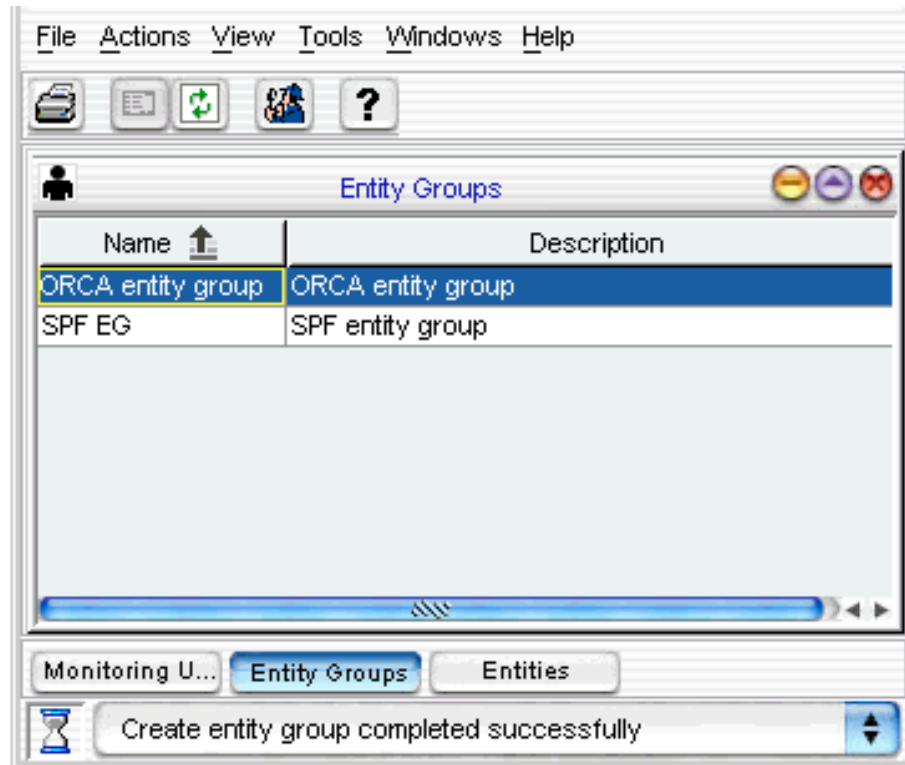 File Actions View Tools Windows Help
?
Entity Groups
Name Description
ORCA entity group ORCA entity group
SPF EG SPF entity group
Monitoring U... Entity Groups Entities
Create entity group completed successfully